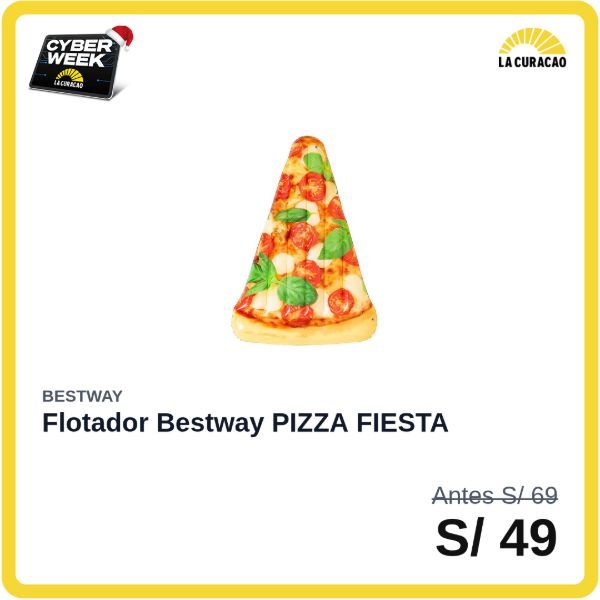 CYBER
WEEK
LA CURACAO
LA CURACAO
BESTWAY
Flotador Bestway PIZZA FIESTA
Antes S/ 69
S/ 49